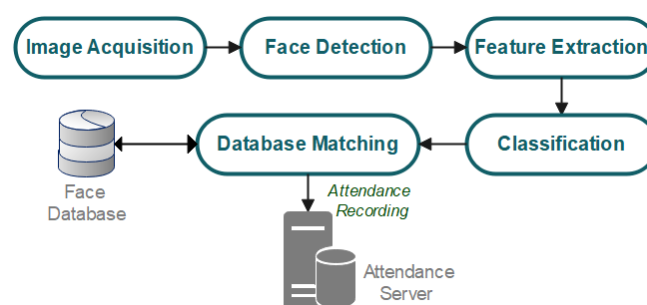 Image Acquisition
Face Detection
Feature Extraction
Face
Database
Database Matching
Classification
Attendance
Recording
Attendance
Server